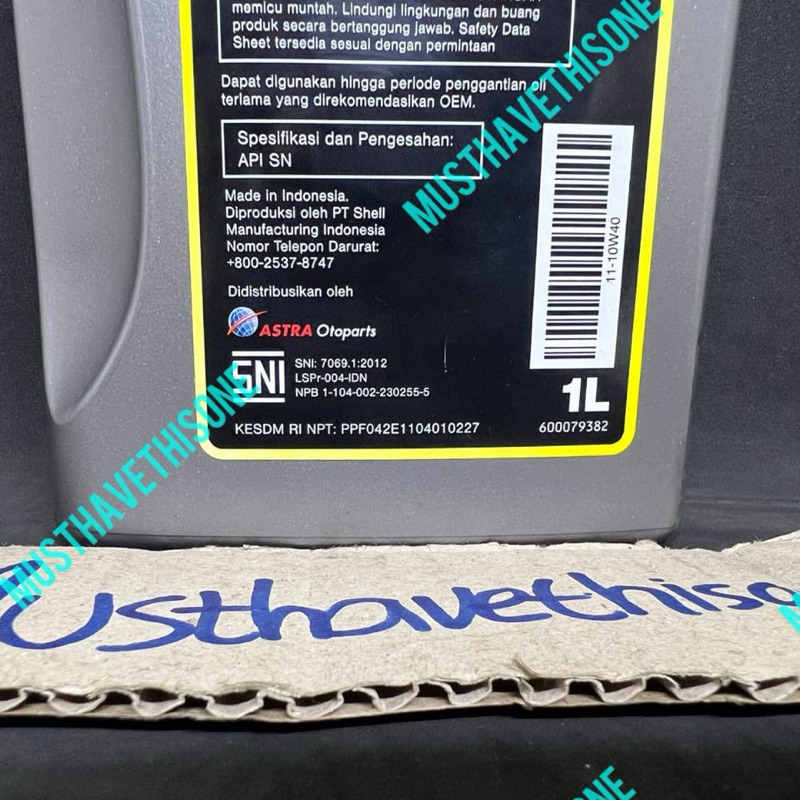 memicu muntah. Lindungi lingkungan dan buang
produk secara bertanggung jawab. Safety Data
Sheet tersedia sesuai dengan permintaan
Dapat digunakan hingga periode penggantian oli
terlama yang direkomendasikan OEM.
Spesifikasi dan Pengesahan:
API SN
Made in Indonesia.
Diproduksi oleh PT Shell
Manufacturing Indonesia
Nomor Telepon Darurat:
+800-2537-8747
Didistribusikan oleh
ASTRA Otoparts
SNI
SNI: 7069.1:2012
LSPr-004-IDN
NPB 1-104-002-230255-5
KESDM RI NPT: PPF042E1104010227
11-10W40
1L
600079382
MUSTHAVETHISONE
MUSTHAVETHISONE
MUSTHAVETHISONE
musthavethiso